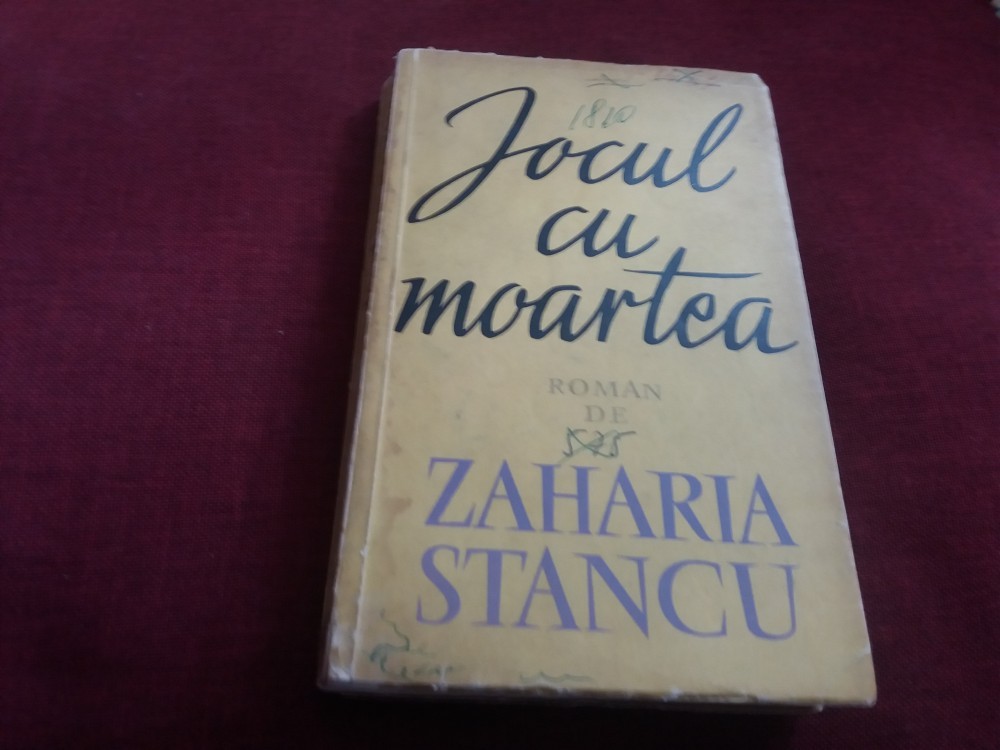 1810
Jocul
cu
moartea
ROMAN
DE
ZAHARIA
STANCU